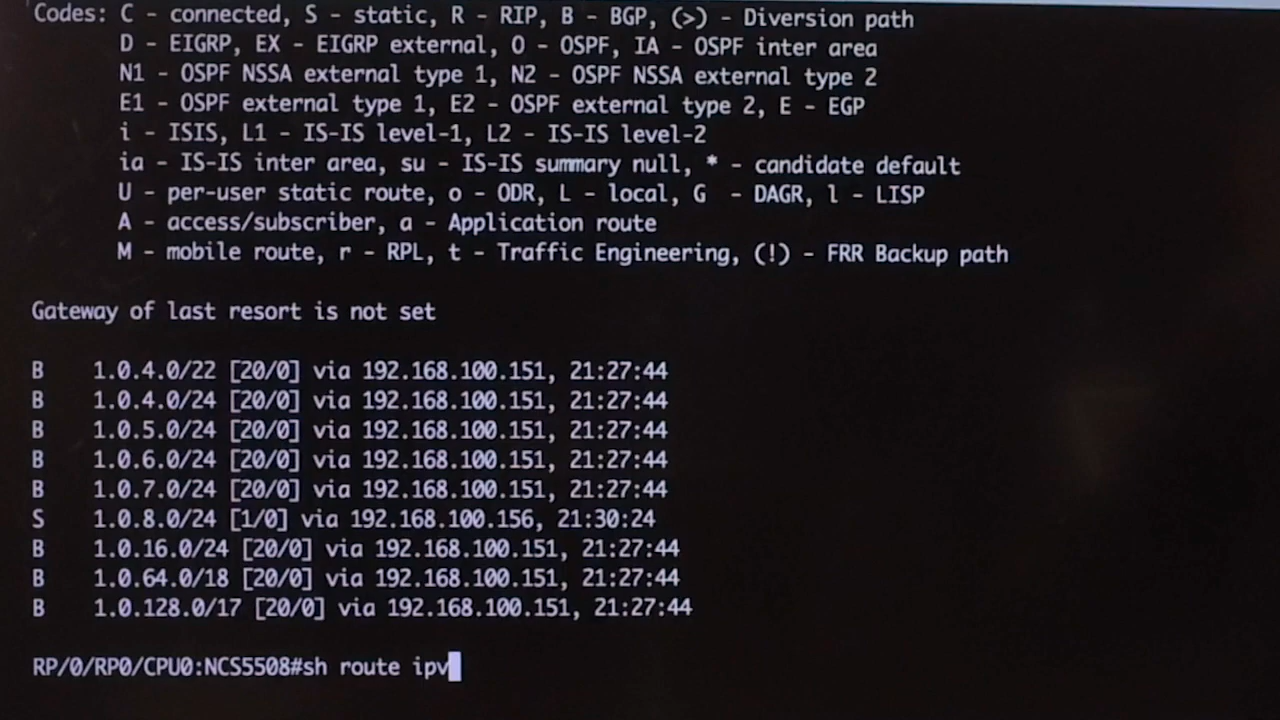 Codes: C - connected, S - static, R - RIP, B - BGP, (>) - Diversion path
D - EIGRP, EX - EIGRP external, O - OSPF, IA - OSPF inter area
N1 - OSPF NSSA external type 1, N2 - OSPF NSSA external type 2
E1 - OSPF external type 1, E2 - OSPF external type 2, E - EGP
i - ISIS, L1 - IS-IS level-1, L2 - IS-IS level-2
ia - IS-IS inter area, su - IS-IS summary null, * - candidate default
U - per-user static route, o - ODR, L - local, G  - DAGR, l - LISP
A - access/subscriber, a - Application route
M - mobile route, r - RPL, t - Traffic Engineering, (!) - FRR Backup path
Gateway of last resort is not set
B    1.0.4.0/22 [20/0] via 192.168.100.151, 21:27:44
B    1.0.4.0/24 [20/0] via 192.168.100.151, 21:27:44
B    1.0.5.0/24 [20/0] via 192.168.100.151, 21:27:44
B    1.0.6.0/24 [20/0] via 192.168.100.151, 21:27:44
B    1.0.7.0/24 [20/0] via 192.168.100.151, 21:27:44
S    1.0.8.0/24 [1/0] via 192.168.100.156, 21:30:24
B    1.0.16.0/24 [20/0] via 192.168.100.151, 21:27:44
B    1.0.64.0/18 [20/0] via 192.168.100.151, 21:27:44
B    1.0.128.0/17 [20/0] via 192.168.100.151, 21:27:44
RP/0/RP0/CPU0:NCS5508#sh route ipv